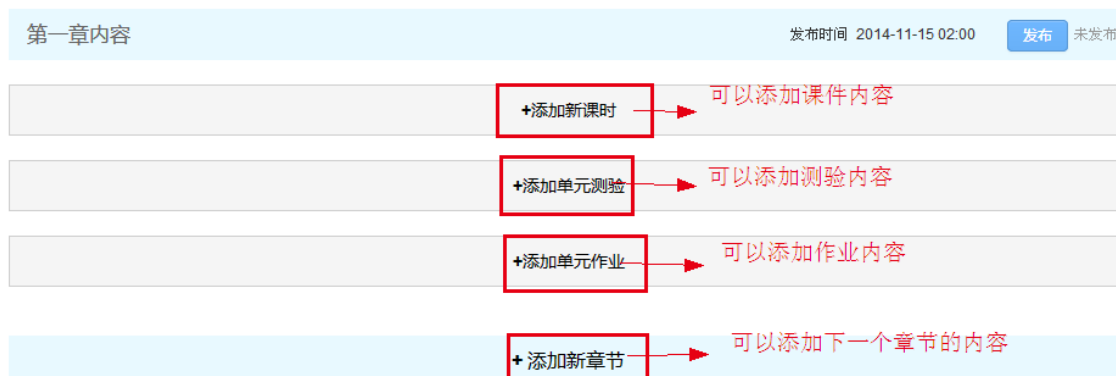 第一章内容 发布时间 2014-11-15 02:00 发布 未发布
+添加新课时 可以添加课件内容
+添加单元测验 可以添加测验内容
+添加单元作业 可以添加作业内容
+ 添加新章节 可以添加下一个章节的内容